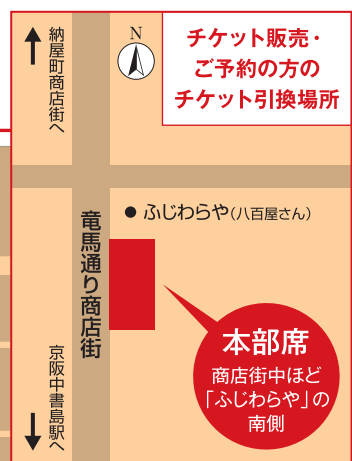 チケット販売・
ご予約の方の
チケット引換場所
N
納屋町商店街へ
ふじわらや(八百屋さん)
竜馬通り商店街
本部席
商店街中ほど
「ふじわらや」の
南側
京阪中書島駅へ